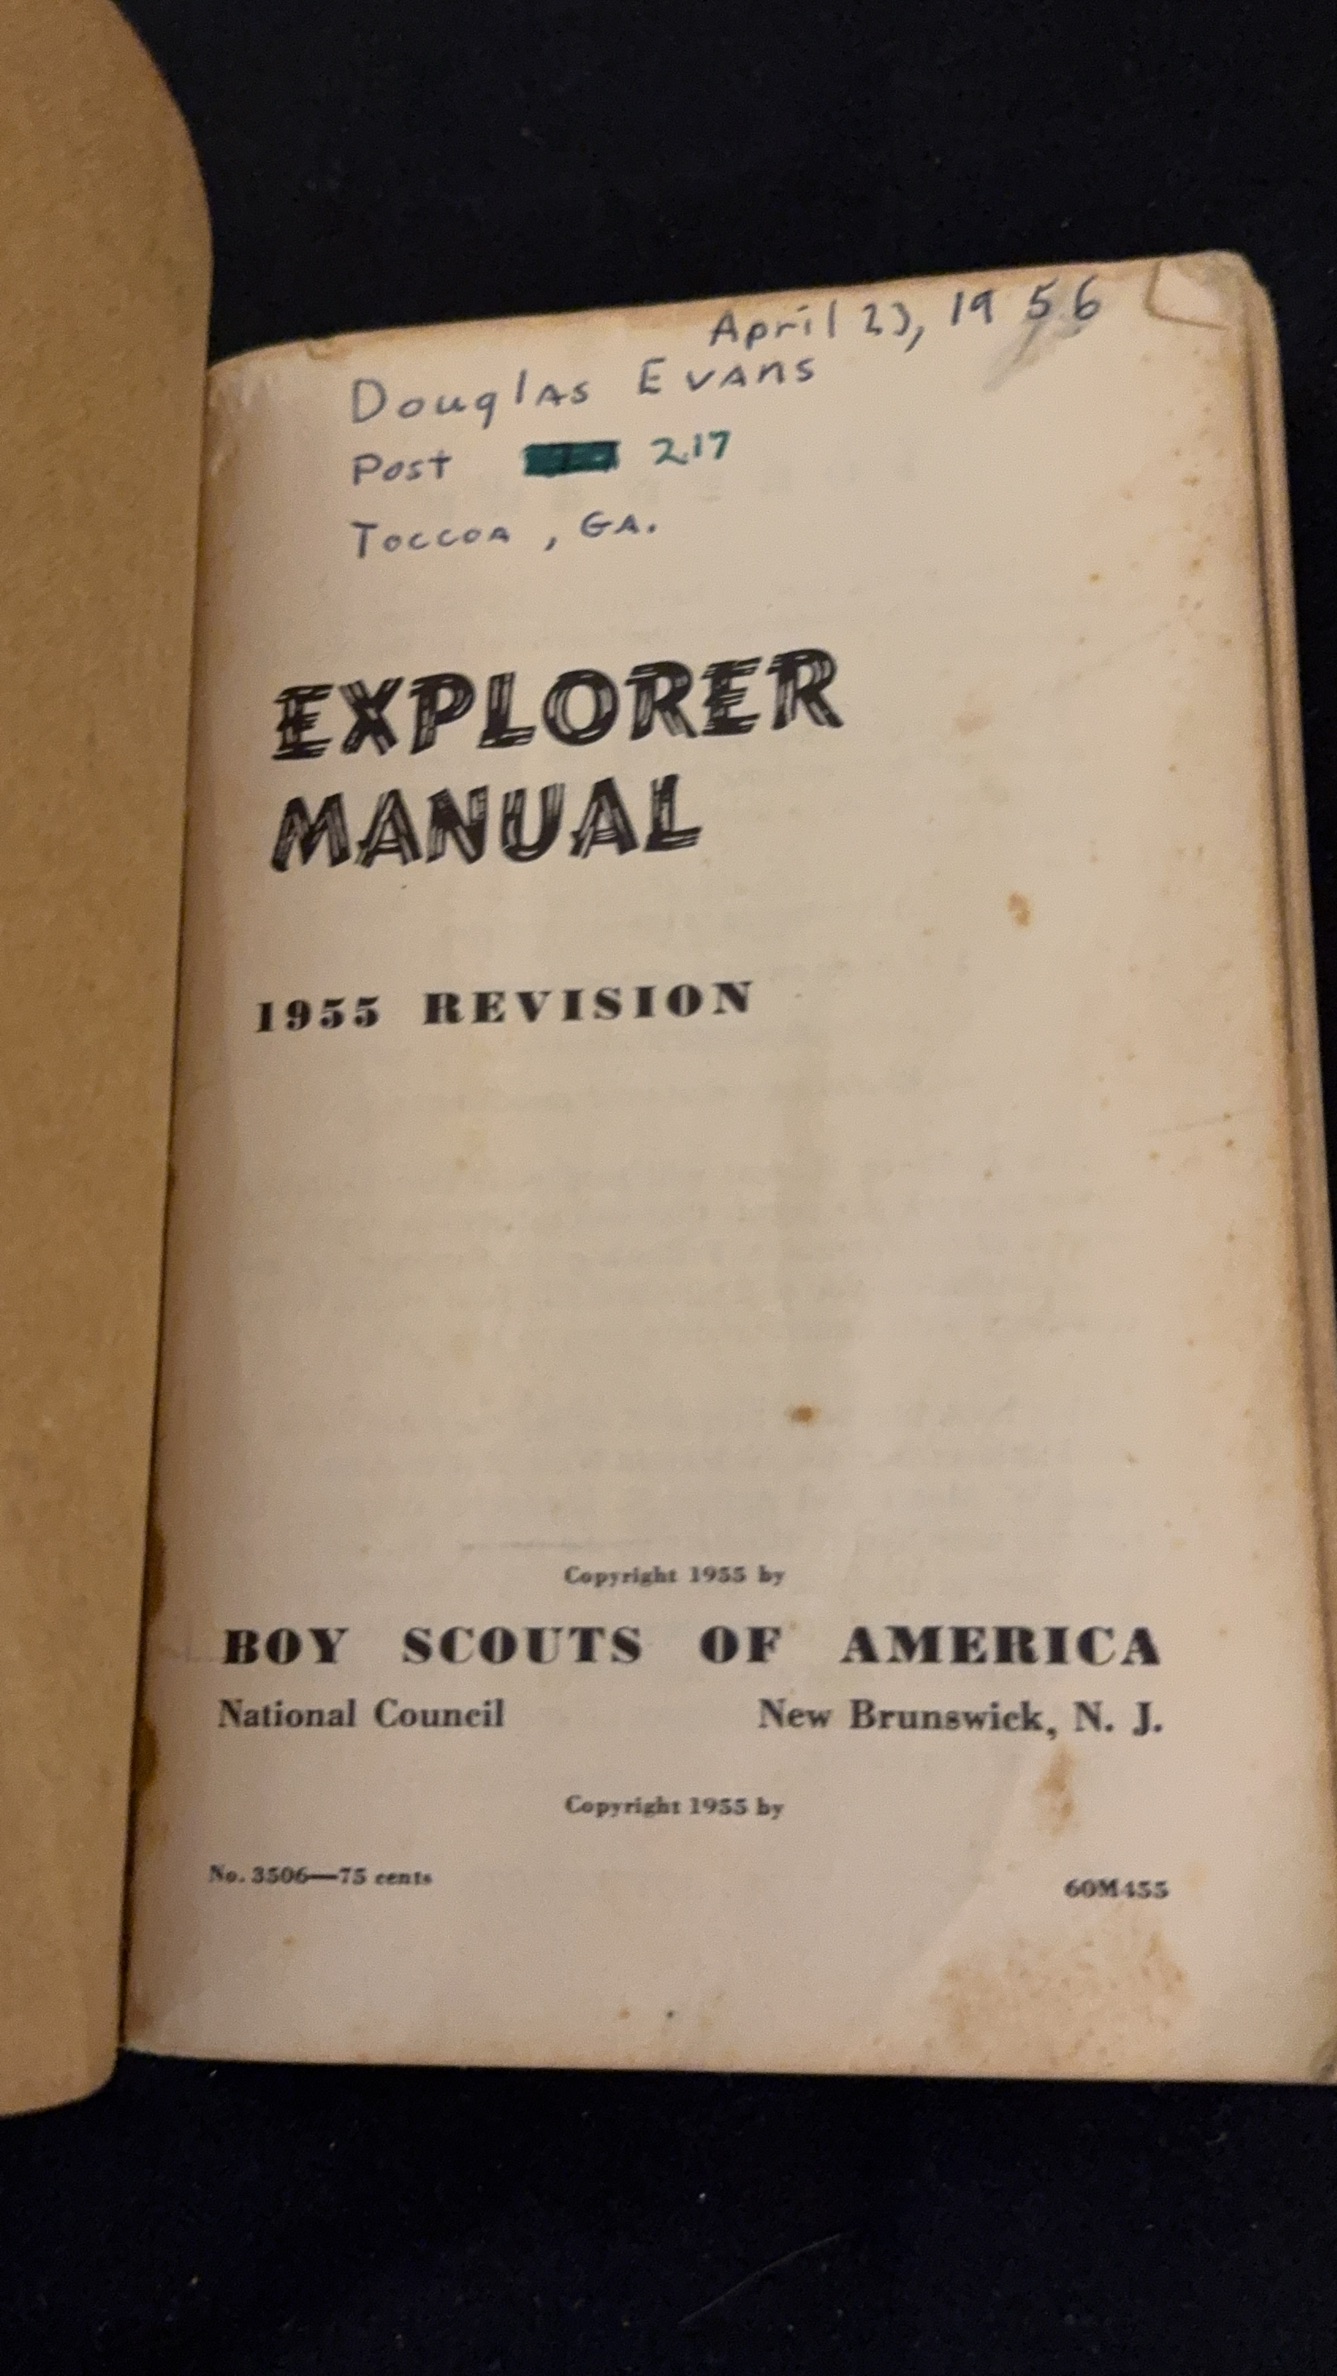 April 23, 1956
Douglas Evans
Post 217
Toccoa, GA.
EXPLORER
MANUAL
1955 REVISION
Copyright 1955 by
BOY SCOUTS OF AMERICA
National Council New Brunswick, N. J.
Copyright 1955 by
No. 3506—75 cents 60M455